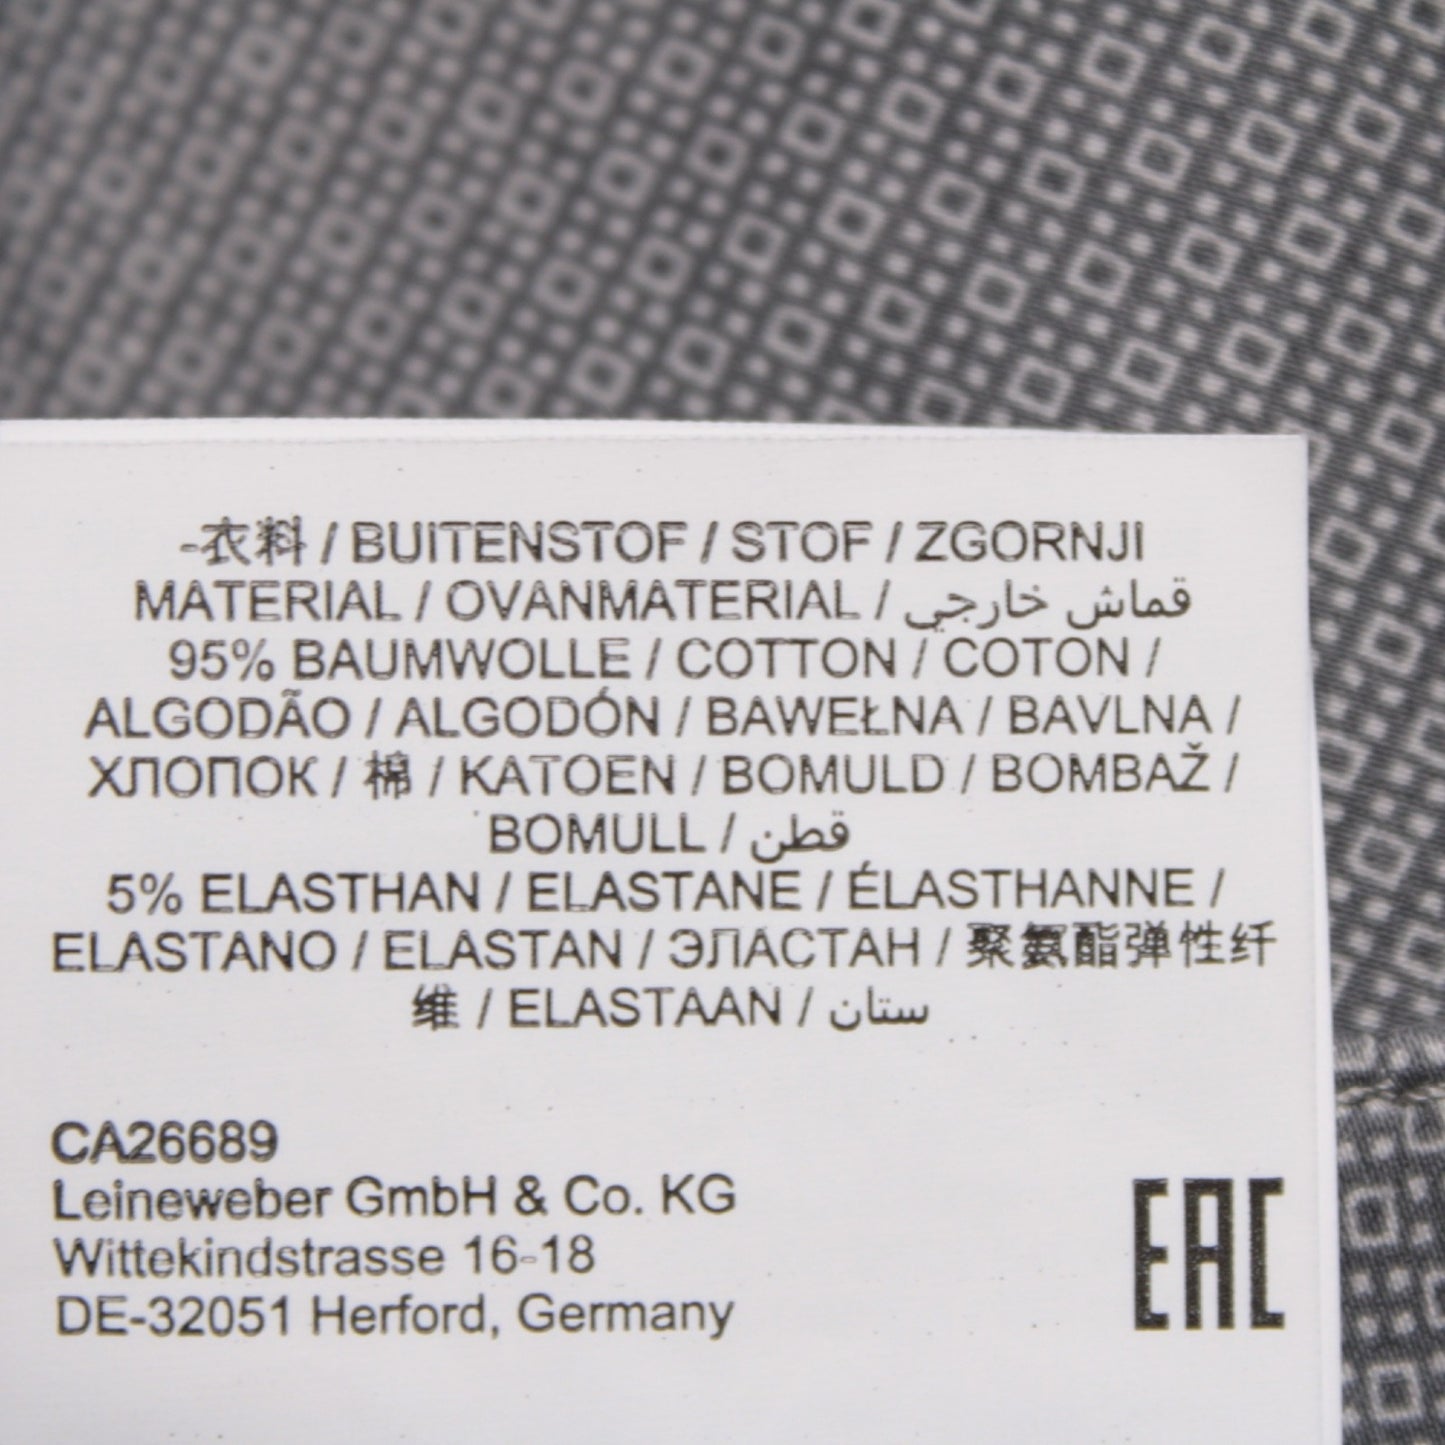 -衣料 / BUITENSTOF / STOF / ZGORNJI
MATERIAL / OVANMATERIAL / قماش خارجي
95% BAUMWOLLE / COTTON / COTON /
ALGODÃO / ALGODÓN / BAWEŁNA / BAVLNA /
ХЛОПОК / 棉 / KATOEN / BOMULD / BOMBAŽ /
BOMULL / قطن
5% ELASTHAN / ELASTANE / ÉLASTHANNE /
ELASTANO / ELASTAN / ЭЛАСТАН / 聚氨酯弹性纤
维 / ELASTAAN / ستان
CA26689
Leineweber GmbH & Co. KG
Wittekindstrasse 16-18
DE-32051 Herford, Germany
EAC